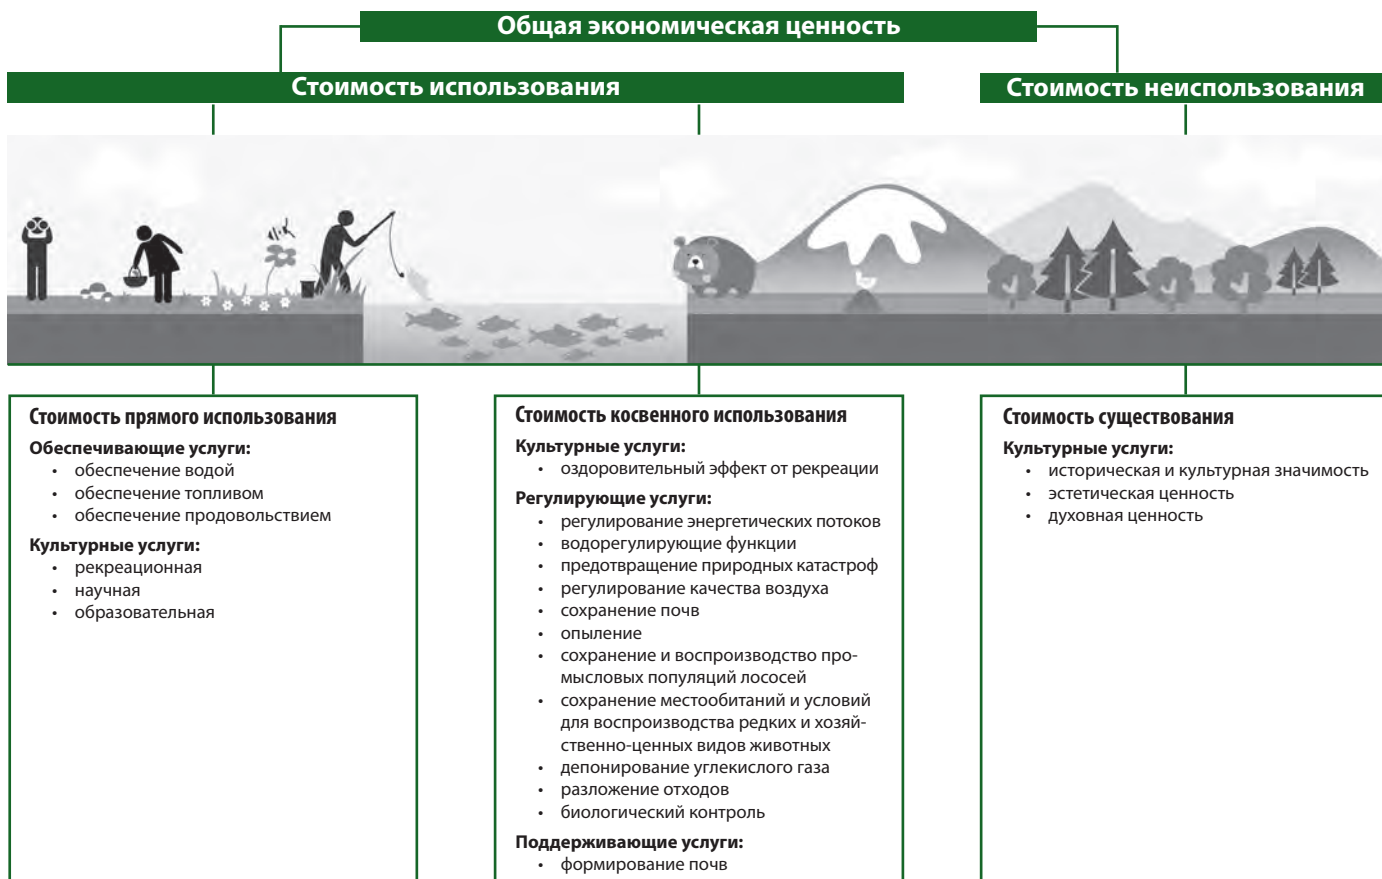 Общая экономическая ценность
Стоимость использования
Стоимость неиспользования
Стоимость прямого использования
Обеспечивающие услуги:
• обеспечение водой
• обеспечение топливом
• обеспечение продовольствием
Культурные услуги:
• рекреационная
• научная
• образовательная
Стоимость косвенного использования
Культурные услуги:
• оздоровительный эффект от рекреации
Регулирующие услуги:
• регулирование энергетических потоков
• водорегулирующие функции
• предотвращение природных катастроф
• регулирование качества воздуха
• сохранение почв
• опыление
• сохранение и воспроизводство про-
мысловых популяций лососей
• сохранение местообитаний и условий
для воспроизводства редких и хозяй-
ственно-ценных видов животных
• депонирование углекислого газа
• разложение отходов
• биологический контроль
Поддерживающие услуги:
• формирование почв
Стоимость существования
Культурные услуги:
• историческая и культурная значимость
• эстетическая ценность
• духовная ценность